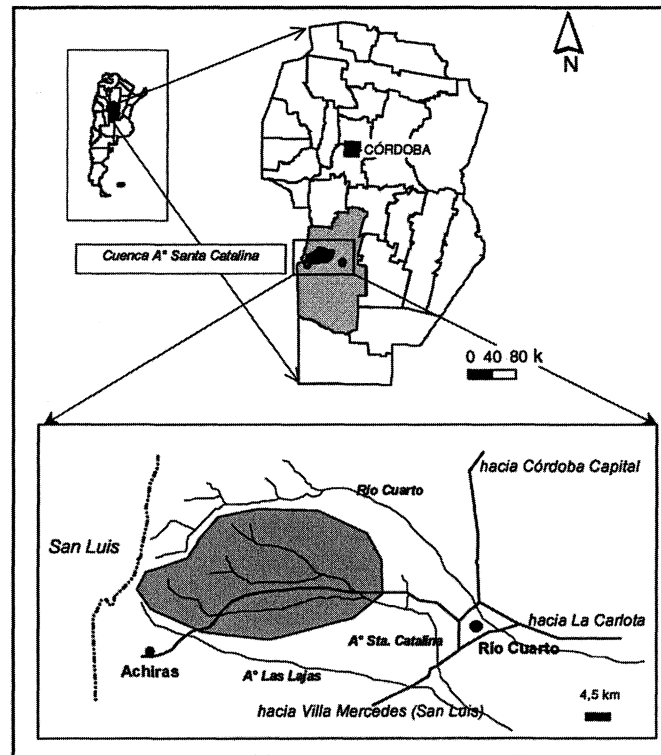 N
CÓRDOBA
Cuenca A° Santa Catalina
0 40 80 k
hacia Córdoba Capital
Río Cuarto
San Luis
hacia La Carlota
A° Sta. Catalina
Río Cuarto
Achiras
A° Las Lajas
4,5 km
hacia Villa Mercedes (San Luis)